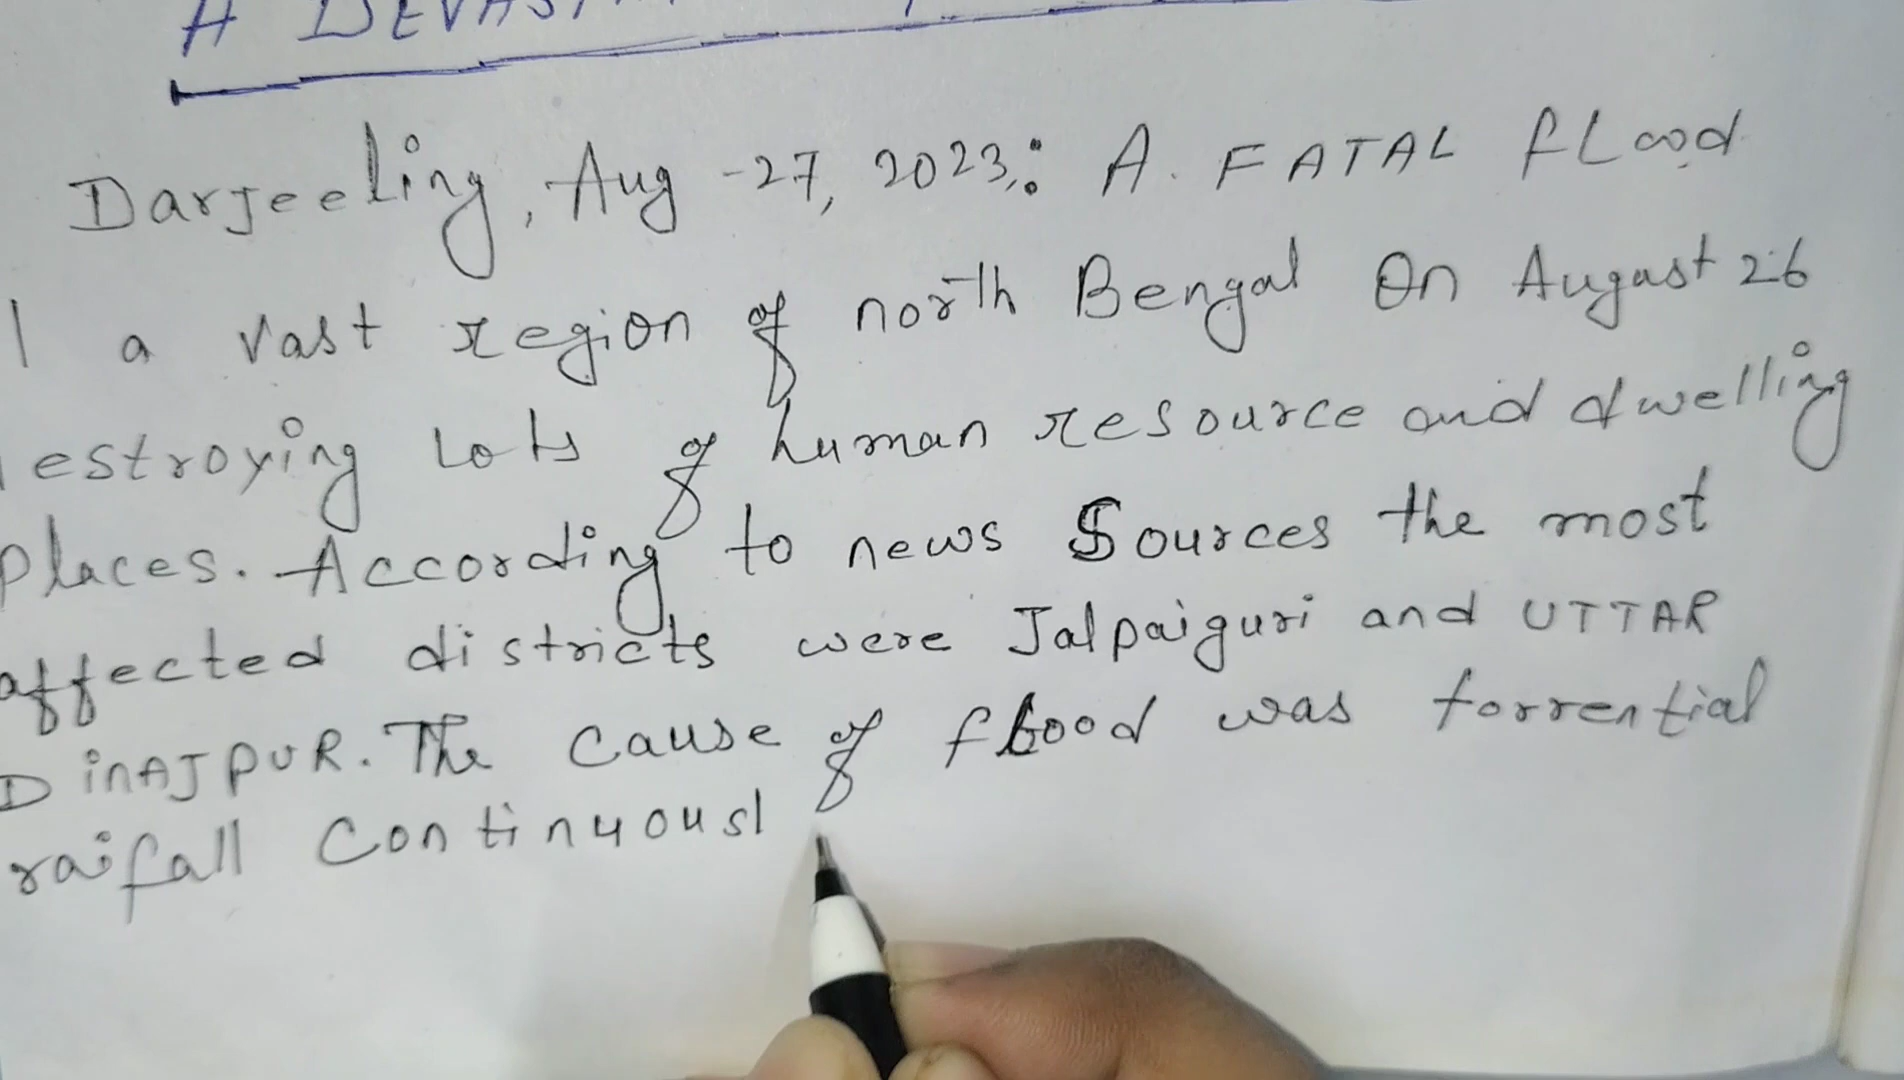 A
Darjeeling, Aug -27, 2023,: A. FATAL fLood
a vast region of north Bengal On August 26
estroying Lots of human resource and dwelling
places. According to news Sources the most
affected districts were Jalpaiguri and UTTAR
DinAJpUR. The cause of flood was torrential
raifall Continuousl